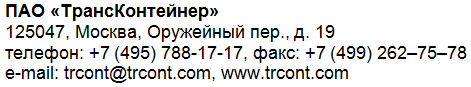 ПАО «ТрансКонтейнер»
125047, Москва, Оружейный пер., д. 19
телефон: +7 (495) 788-17-17, факс: +7 (499) 262–75–78
e-mail: trcont@trcont.com, www.trcont.com